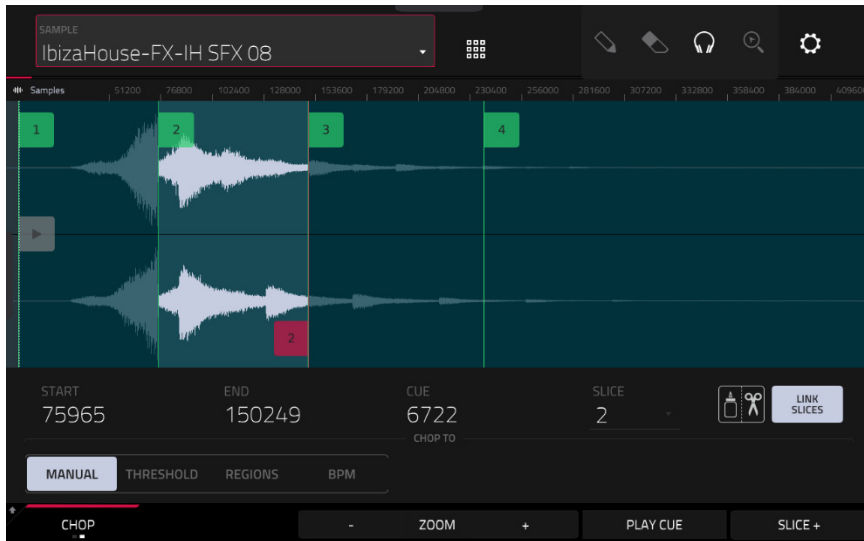 SAMPLE
IbizaHouse-FX-IH SFX 08
Samples 51200 76800 102400 128000 153600 179200 204800 230400 256000 281600 307200 332800 358400 384000 40960
1 2 3 4
2
START END CUE SLICE
75965 150249 6722 2 LINK SLICES
CHOP TO
MANUAL THRESHOLD REGIONS BPM
CHOP - ZOOM + PLAY CUE SLICE +